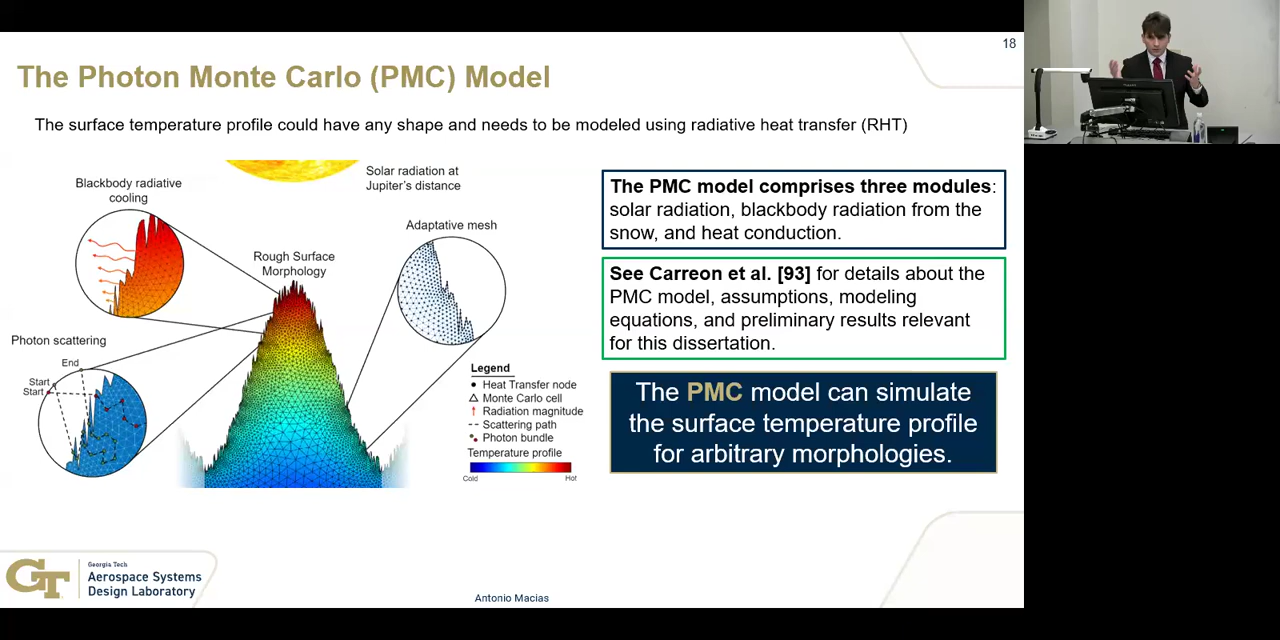 18
The Photon Monte Carlo (PMC) Model
The surface temperature profile could have any shape and needs to be modeled using radiative heat transfer (RHT)
Solar radiation at
Jupiter's distance
Blackbody radiative
cooling
Adaptative mesh
Rough Surface
Morphology
Photon scattering
End
Start
Start
Legend
Heat Transfer node
Monte Carlo cell
Radiation magnitude
Scattering path
Photon bundle
Temperature profile
Cold
Hot
The PMC model comprises three modules:
solar radiation, blackbody radiation from the
snow, and heat conduction.
See Carreon et al. [93] for details about the
PMC model, assumptions, modeling
equations, and preliminary results relevant
for this dissertation.
The PMC model can simulate
the surface temperature profile
for arbitrary morphologies.
GT
Georgia Tech
Aerospace Systems
Design Laboratory
Antonio Macias